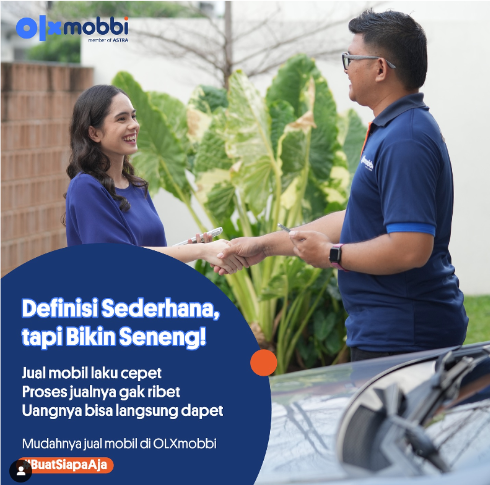 olxmobbi
member of ASTRA
Definisi Sederhana,
tapi Bikin Seneng!
Jual mobil laku cepet
Proses jualnya gak ribet
Uangnya bisa langsung dapet
Mudahnya jual mobil di OLXmobbi
#BuatSiapaAja